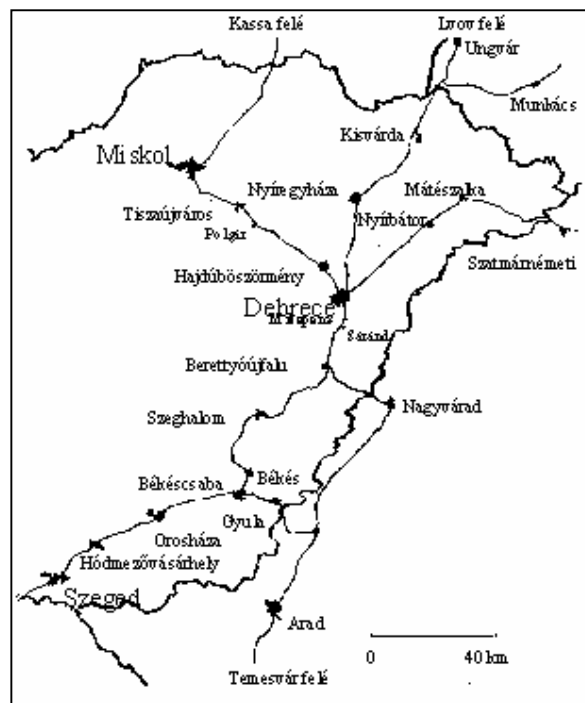 Kassa felé
Lvov felé
Ungvár
Munkács
Kisvárda
Miskol
Nyíregyháza
Mátészalka
Tiszaújváros
Nyírbátor
Polgár
Szatmárnémeti
Hajdúböszörmény
Debrece
Sáránd
Berettyóújfalu
Nagyvárad
Szeghalom
Békés
Békéscsaba
Gyula
Orosháza
Hódmezővásárhely
Szeged
Arad
0 40 km
Temesvár felé